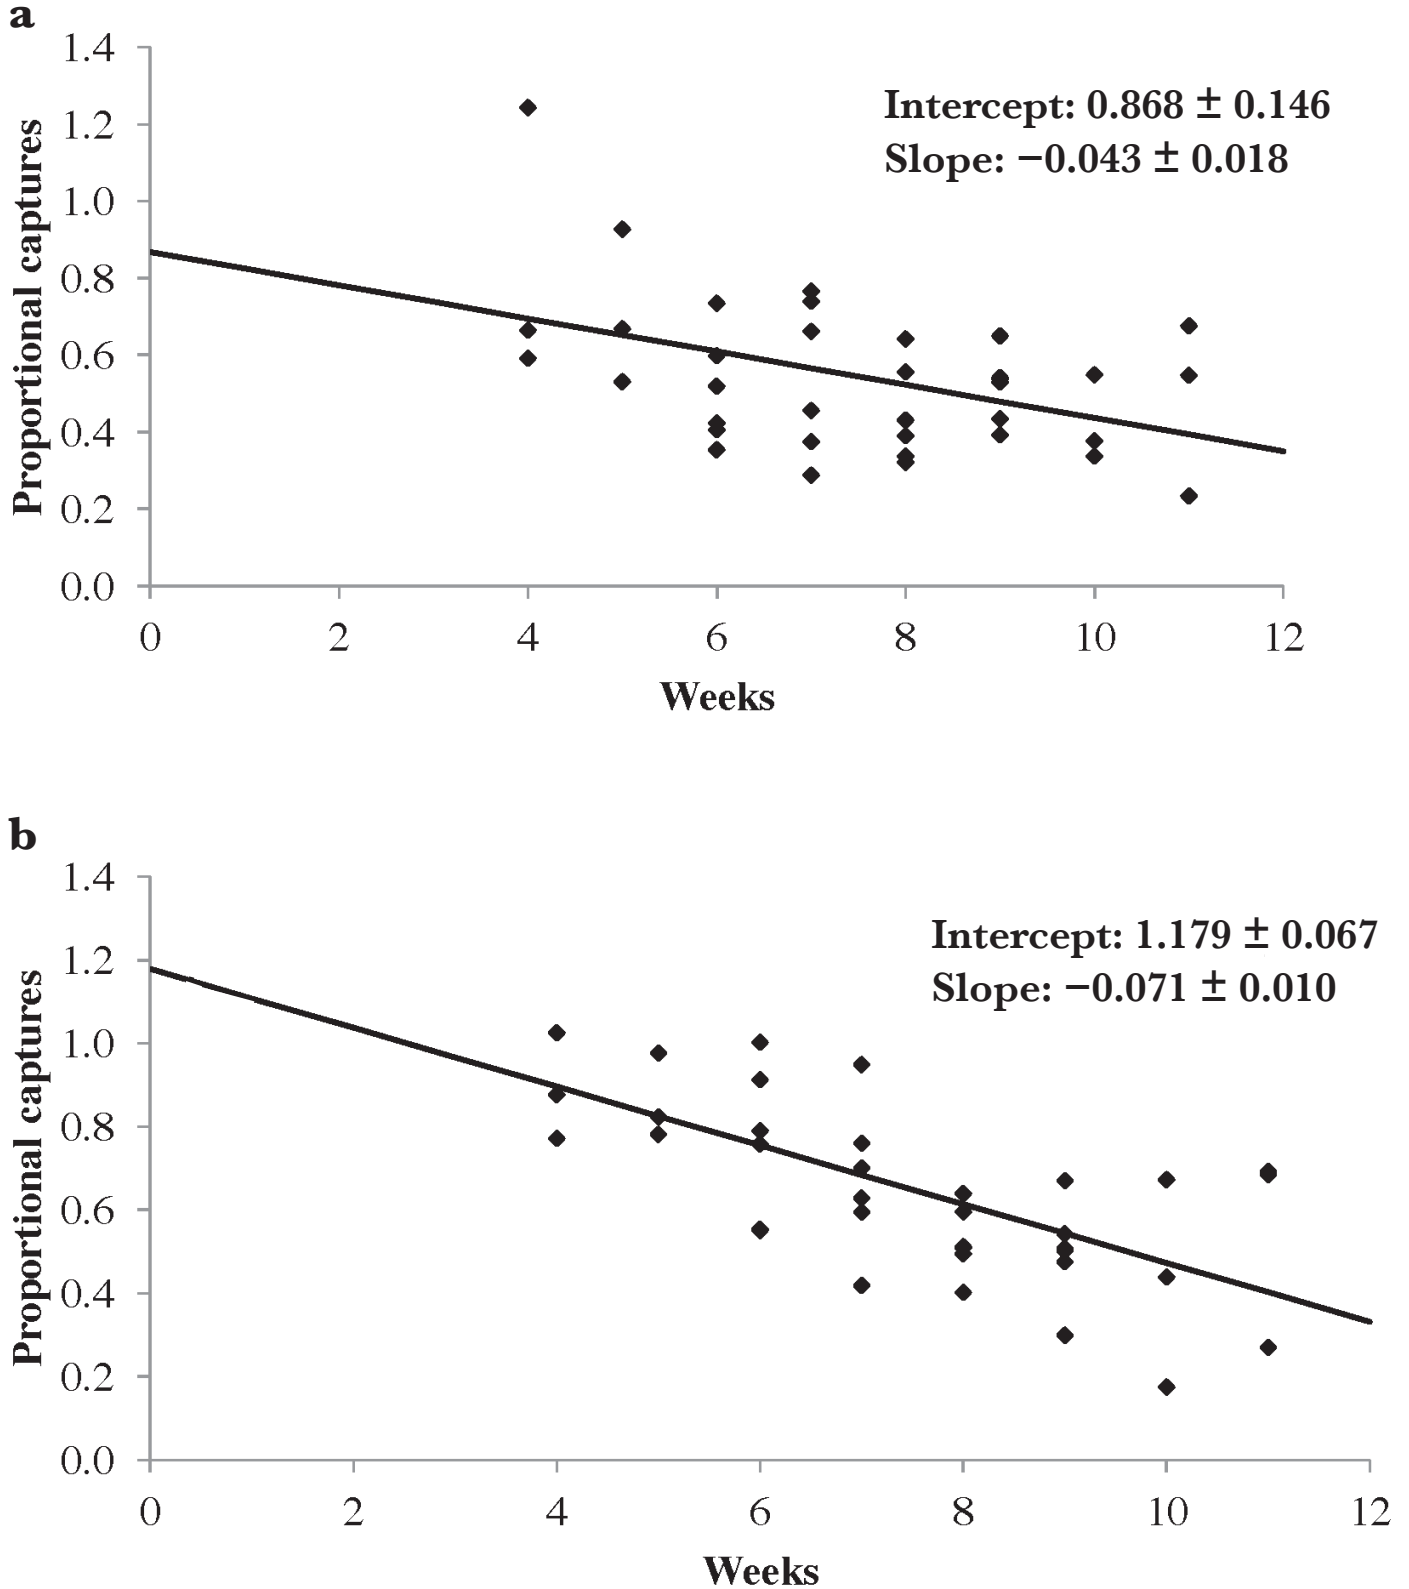 a
1.4
1.2
1.0
0.8
0.6
0.4
0.2
0.0
Proportional captures
Intercept: 0.868 ± 0.146
Slope: −0.043 ± 0.018
0 2 4 6 8 10 12
Weeks
b
1.4
1.2
1.0
0.8
0.6
0.4
0.2
0.0
Proportional captures
Intercept: 1.179 ± 0.067
Slope: −0.071 ± 0.010
0 2 4 6 8 10 12
Weeks